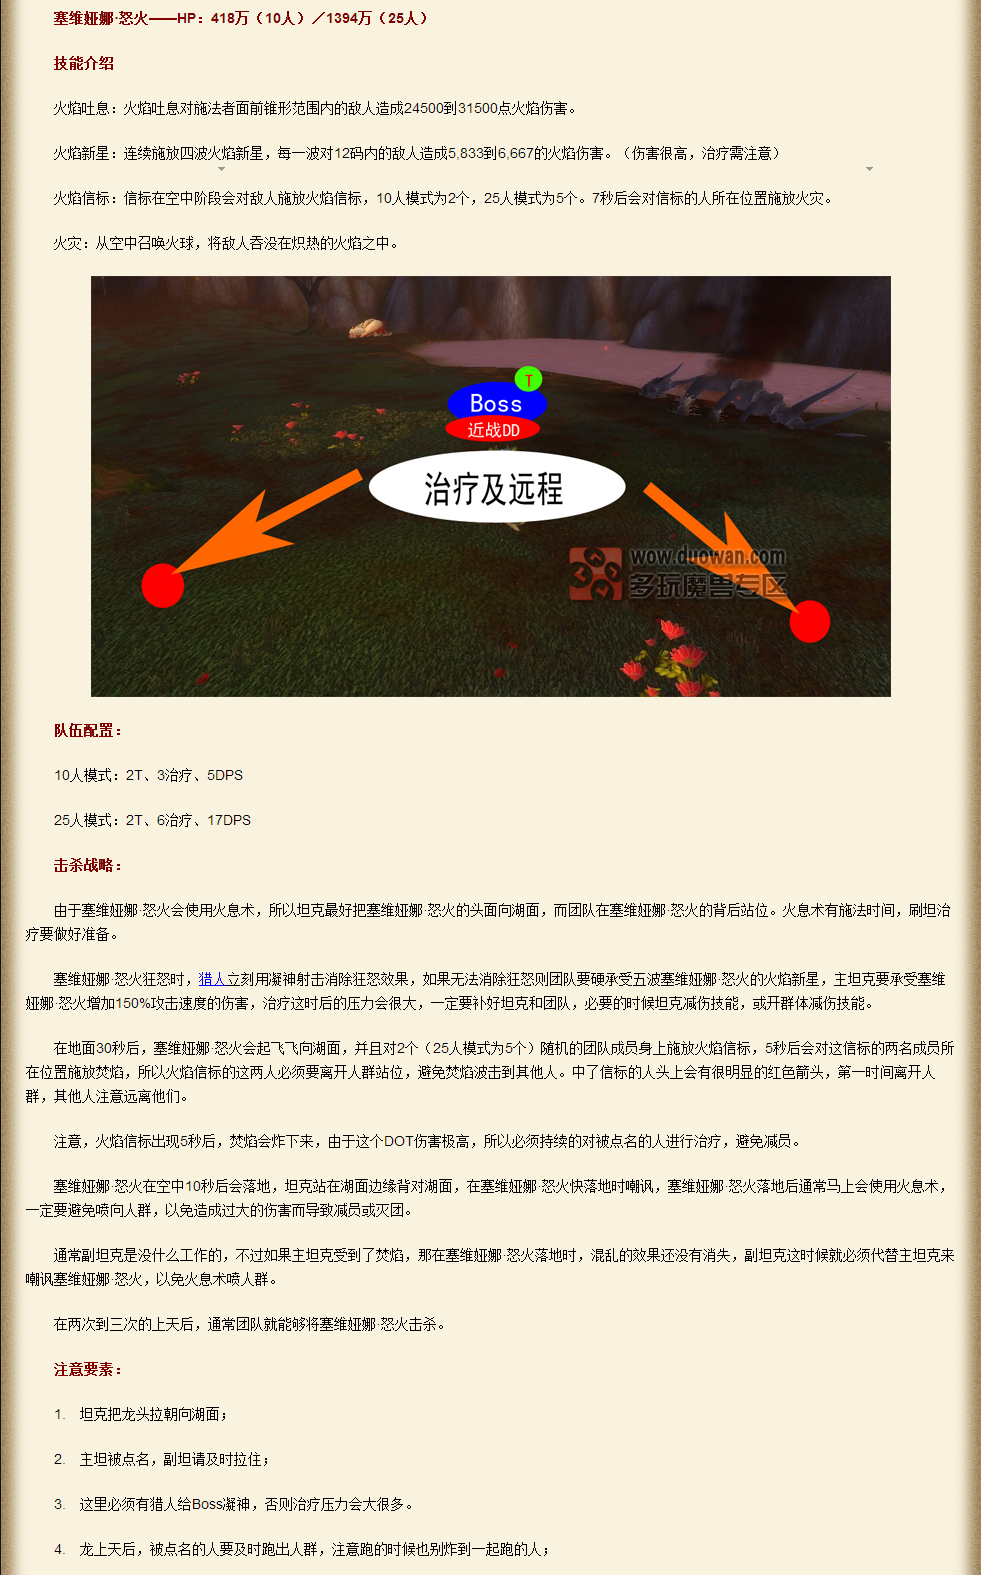 塞维娅娜·怒火——HP：418万（10人）／1394万（25人）
技能介绍
火焰吐息：火焰吐息对施法者面前锥形范围内的敌人造成24500到31500点火焰伤害。
火焰新星：连续施放四波火焰新星，每一波对12码内的敌人造成5,833到6,667的火焰伤害。（伤害很高，治疗需注意）
火焰信标：信标在空中阶段会对敌人施放火焰信标，10人模式为2个，25人模式为5个。7秒后会对信标的人所在位置施放火灾。
火灾：从空中召唤火球，将敌人吞没在炽热的火焰之中。
T
Boss
近战DD
治疗及远程
wow.duowan.com
多玩魔兽专区
队伍配置：
10人模式：2T、3治疗、5DPS
25人模式：2T、6治疗、17DPS
击杀战略：
由于塞维娅娜·怒火会使用火息术，所以坦克最好把塞维娅娜·怒火的头面向湖面，而团队在塞维娅娜·怒火的背后站位。火息术有施法时间，刷坦治
疗要做好准备。
塞维娅娜·怒火狂怒时，猎人立刻用凝神射击消除狂怒效果，如果无法消除狂怒则团队要硬承受五波塞维娅娜·怒火的火焰新星，主坦克要承受塞维
娅娜·怒火增加150%攻击速度的伤害，治疗这时后的压力会很大，一定要补好坦克和团队，必要的时候坦克减伤技能，或开群体减伤技能。
在地面30秒后，塞维娅娜·怒火会起飞飞向湖面，并且对2个（25人模式为5个）随机的团队成员身上施放火焰信标，5秒后会对这信标的两名成员所
在位置施放焚焰，所以火焰信标的这两人必须要离开人群站位，避免焚焰波击到其他人。中了信标的人头上会有很明显的红色箭头，第一时间离开人
群，其他人注意远离他们。
注意，火焰信标出现5秒后，焚焰会炸下来，由于这个DOT伤害极高，所以必须持续的对被点名的人进行治疗，避免减员。
塞维娅娜·怒火在空中10秒后会落地，坦克站在湖面边缘背对湖面，在塞维娅娜·怒火快落地时嘲讽，塞维娅娜·怒火落地后通常马上会使用火息术，
一定要避免喷向人群，以免造成过大的伤害而导致减员或灭团。
通常副坦克是没什么工作的，不过如果主坦克受到了焚焰，那在塞维娅娜·怒火落地时，混乱的效果还没有消失，副坦克这时候就必须代替主坦克来
嘲讽塞维娅娜·怒火，以免火息术喷人群。
在两次到三次的上天后，通常团队就能够将塞维娅娜·怒火击杀。
注意要素：
1. 坦克把龙头拉朝向湖面；
2. 主坦被点名，副坦请及时拉住；
3. 这里必须有猎人给Boss凝神，否则治疗压力会大很多。
4. 龙上天后，被点名的人要及时跑出人群，注意跑的时候也别炸到一起跑的人；